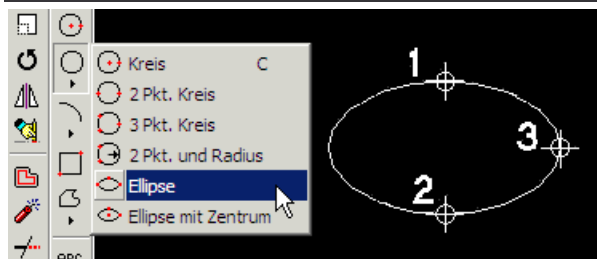 Kreis C
2 Pkt. Kreis
3 Pkt. Kreis
2 Pkt. und Radius
Ellipse
Ellipse mit Zentrum
1
3
2